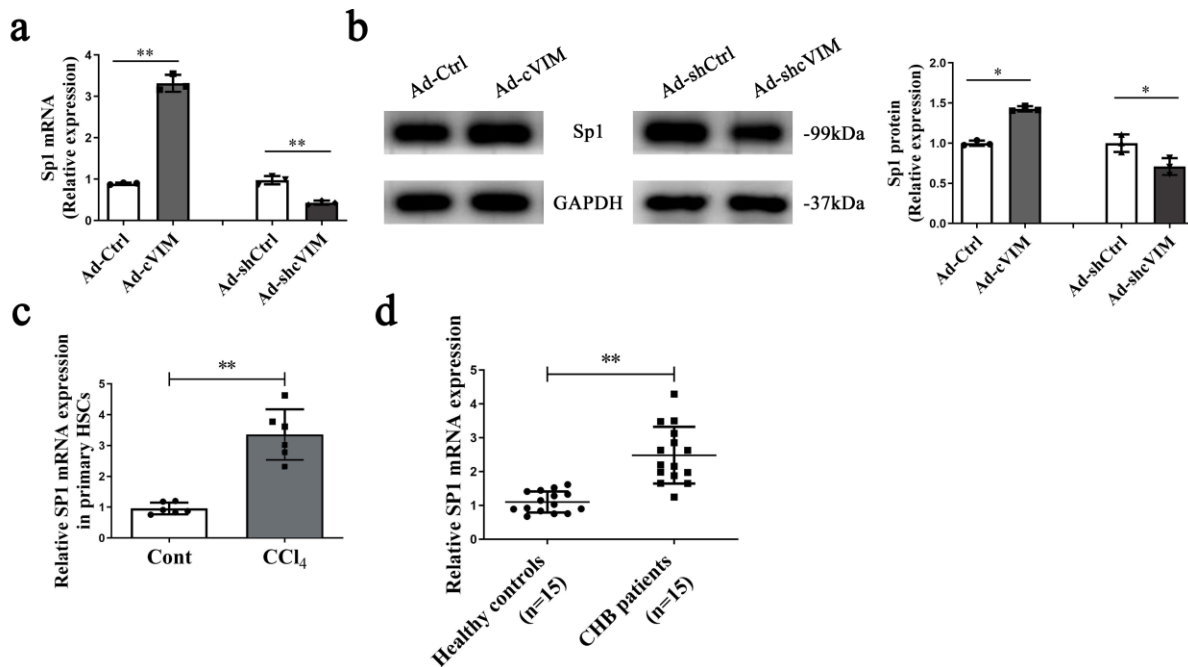 a
Sp1 mRNA
(Relative expression)
4
3
2
1
0
**
**
Ad-Ctrl
Ad-cVIM
Ad-shCtrl
Ad-shcVIM
b
Ad-Ctrl
Ad-cVIM
Ad-shCtrl
Ad-shcVIM
Sp1
-99kDa
GAPDH
-37kDa
Sp1 protein
(Relative expression)
2.0
1.5
1.0
0.5
0.0
*
*
Ad-Ctrl
Ad-cVIM
Ad-shCtrl
Ad-shcVIM
c
Relative SP1 mRNA expression
in primary HSCs
5
4
3
2
1
0
**
Cont
CCl4
d
Relative SP1 mRNA expression
5
4
3
2
1
0
**
Healthy controls
(n=15)
CHB patients
(n=15)